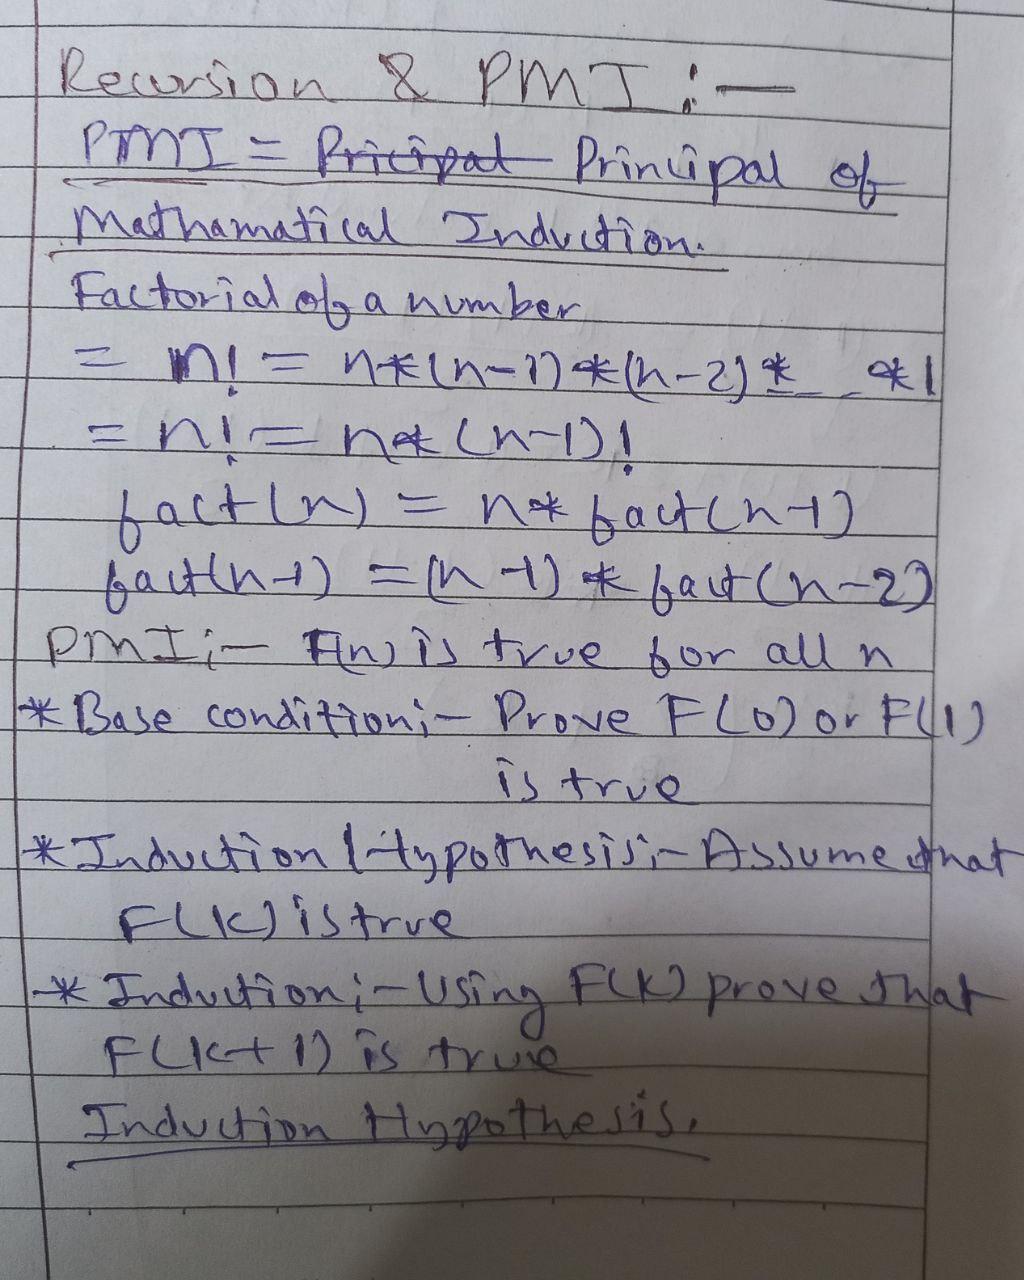 Recursion & PMI :-
PMI = Pricipal Principal of
Mathamatical Induction.
Factorial of a number
= n! = n*(n-1)*(n-2)*_ _ *1
= n! = n*(n-1)!
fact(n) = n* fact(n-1)
fact(n-1) = (n-1) * fact(n-2)
PMI :- F(n) is true for all n
* Base condition :- Prove F(0) or F(1)
is true
* Induction Hypothesis :- Assume that
F(K) is true
* Induction :- Using F(K) prove that
F(K+1) is true
Induction Hypothesis.